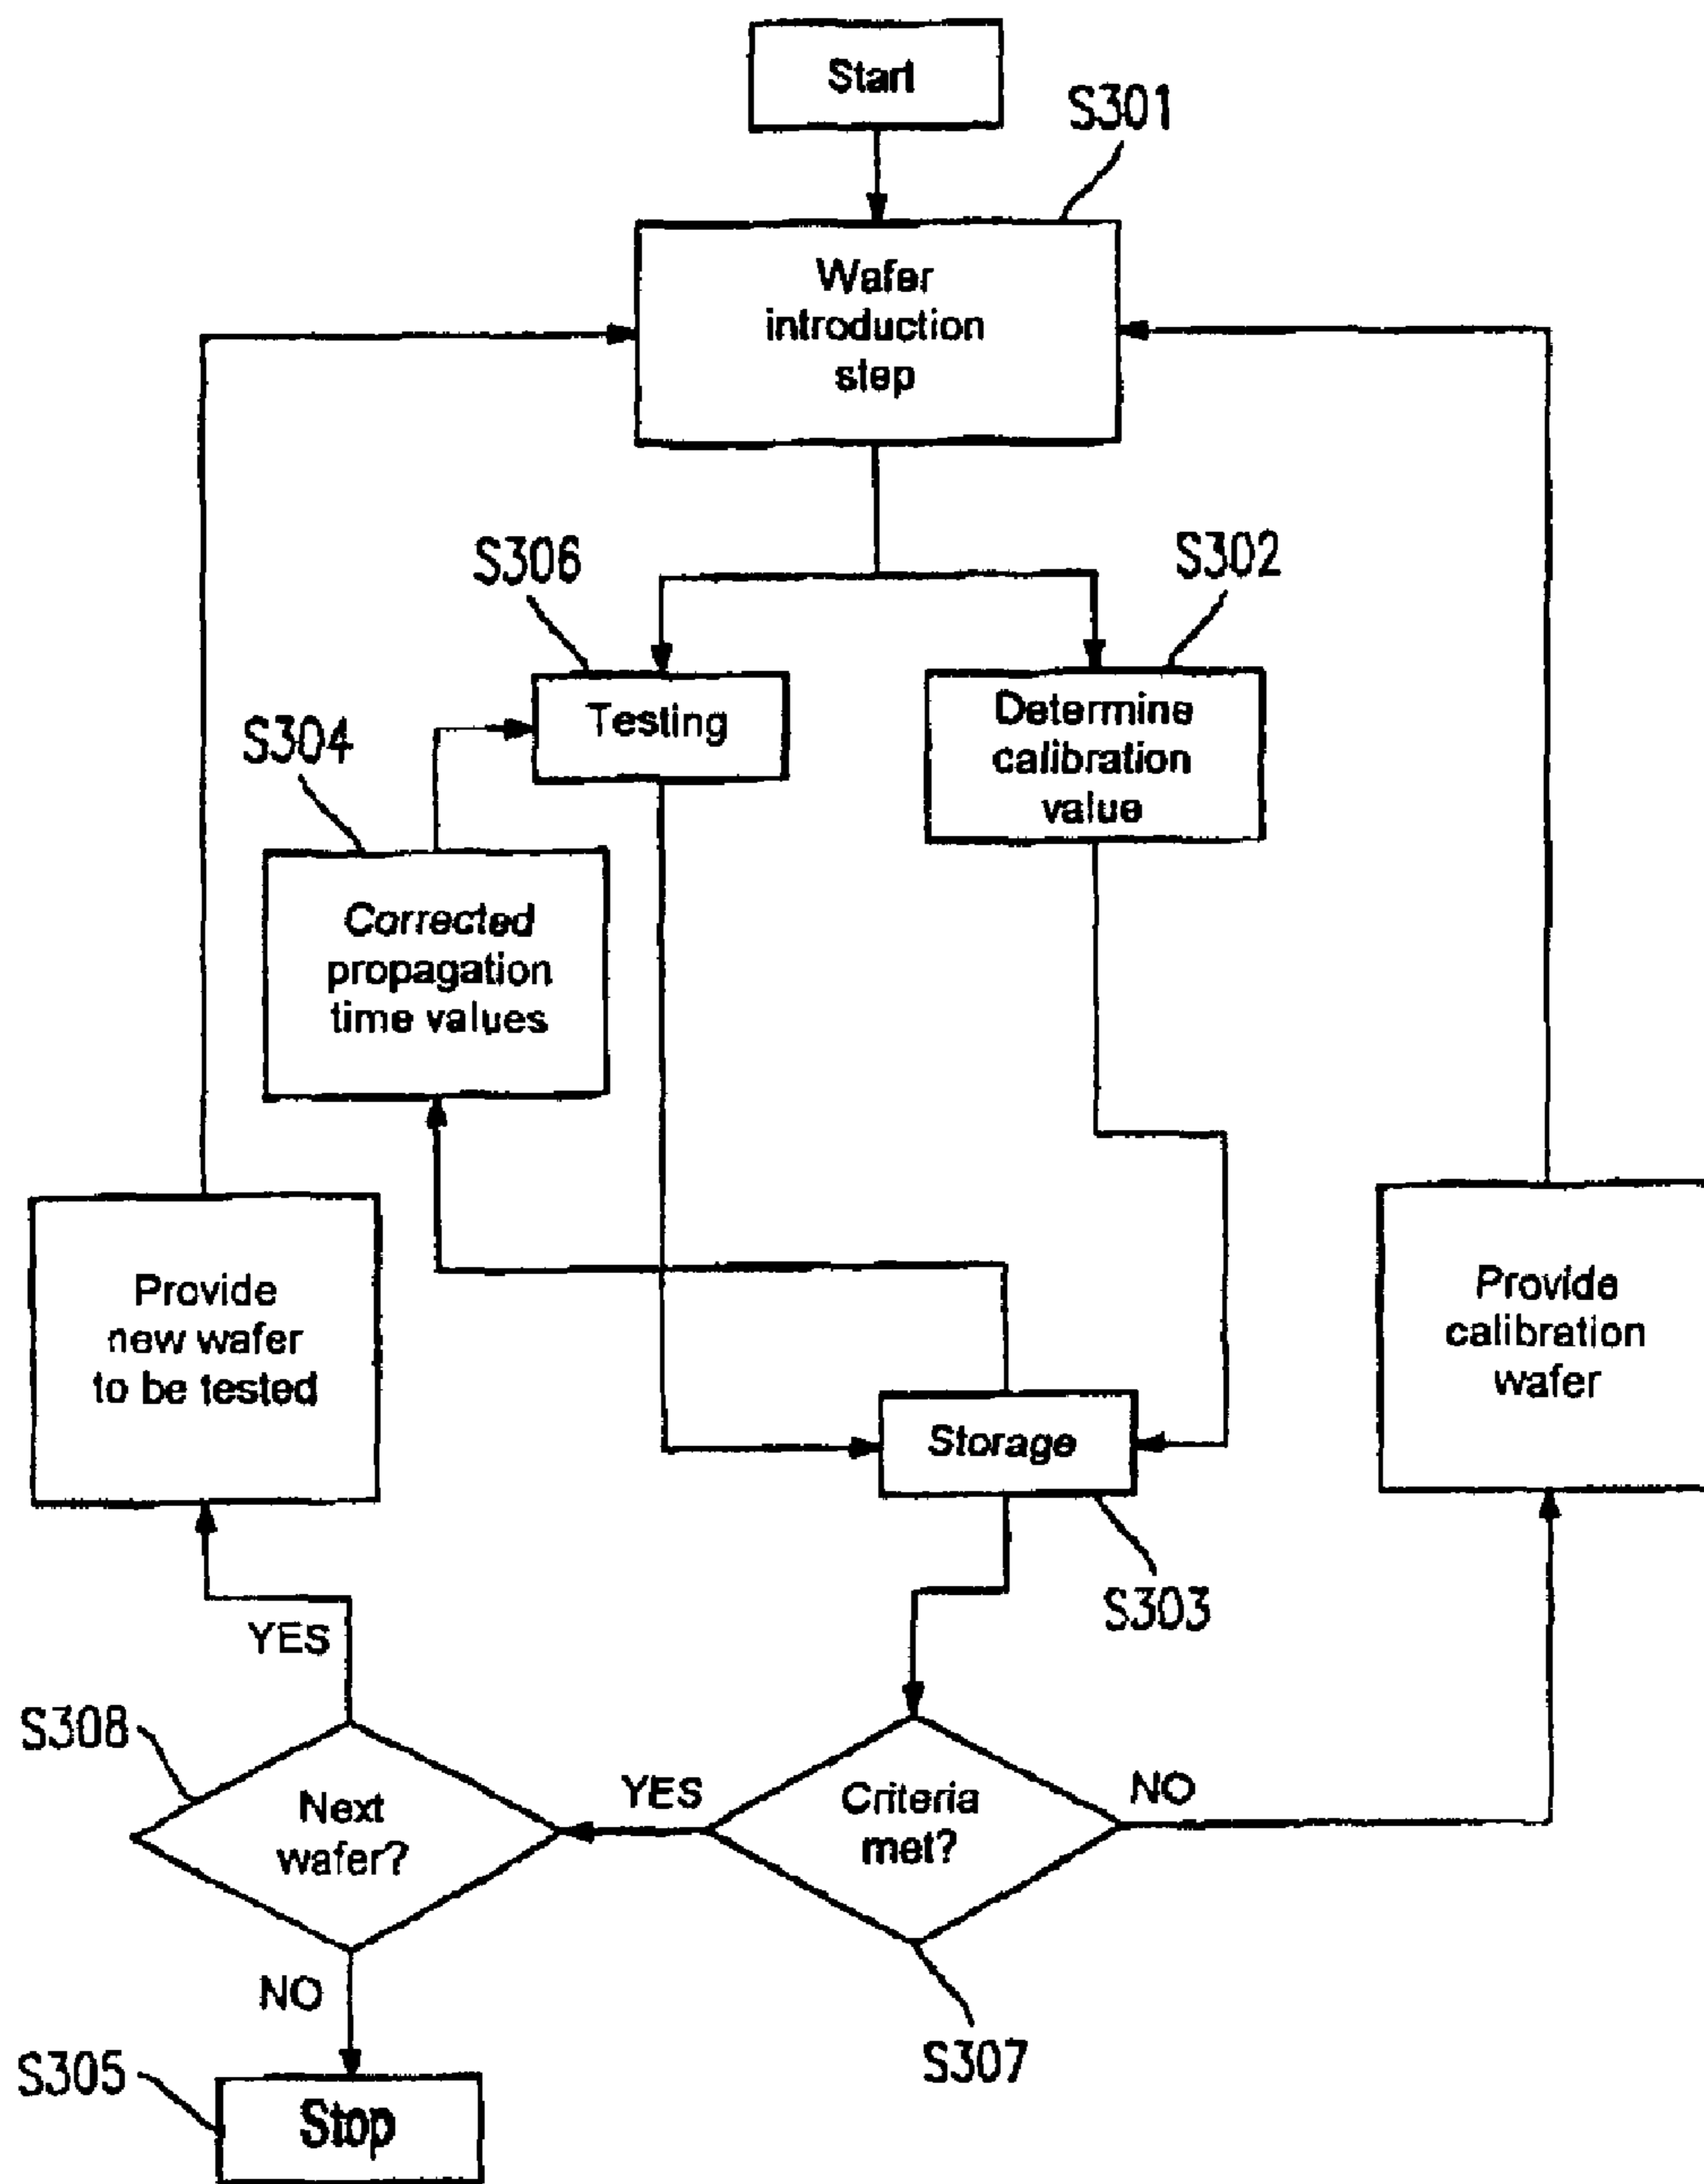 Start
S301
Wafer
introduction
step
S306
S302
Testing
Determine
calibration
value
S304
Corrected
propagation
time values
Provide
new wafer
to be tested
Provide
calibration
wafer
Storage
S303
YES
S308
Next
wafer?
YES
Criteria
met?
NO
NO
S307
S305
Stop